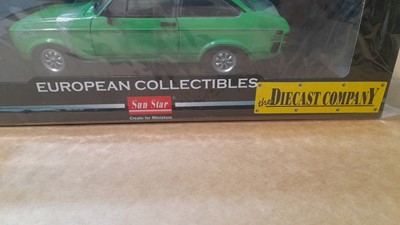 EUROPEAN COLLECTIBLES
Sun Star
Create for Miniature
the DIECAST COMPANY